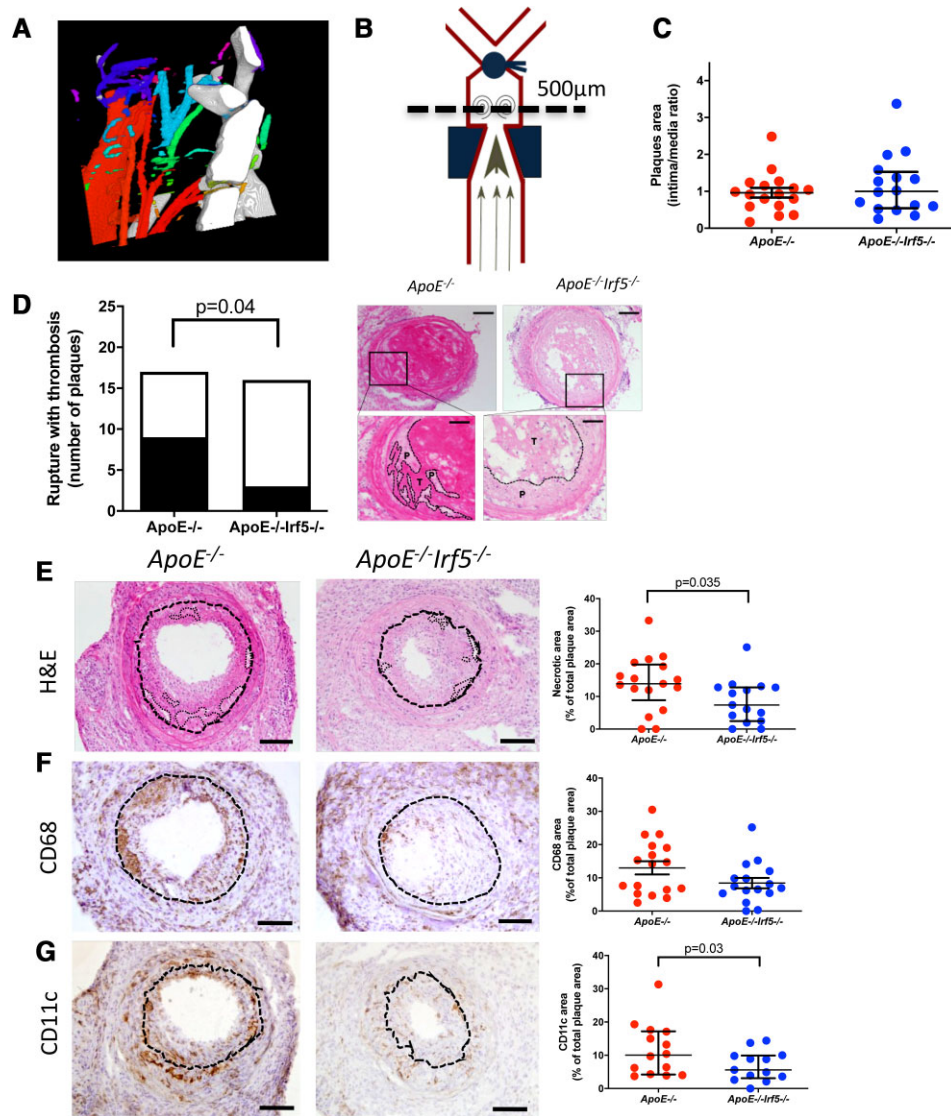 A
B
500μm
C
Plaques area
(intima/media ratio)
4
2
1
0
ApoE-/-
ApoE-/-Irf5-/-
D
Rupture with thrombosis
(number of plaques)
25
20
15
10
5
0
p=0.04
ApoE-/-
ApoE-/-Irf5-/-
ApoE-/-
ApoE-/-Irf5-/-
P
P
T
T
P
ApoE-/-
ApoE-/-Irf5-/-
E
H&E
Necrotic area
(% of total plaque area)
p=0.035
40
30
20
10
0
ApoE-/-
ApoE-/-Irf5-/-
F
CD68
CD68 area
(%of total plaque area)
40
30
20
10
0
ApoE-/-
ApoE-/-Irf5-/-
G
CD11c
CD11c area
(% of total plaque area)
p=0.03
40
30
20
10
0
ApoE-/-
ApoE-/-Irf5-/-